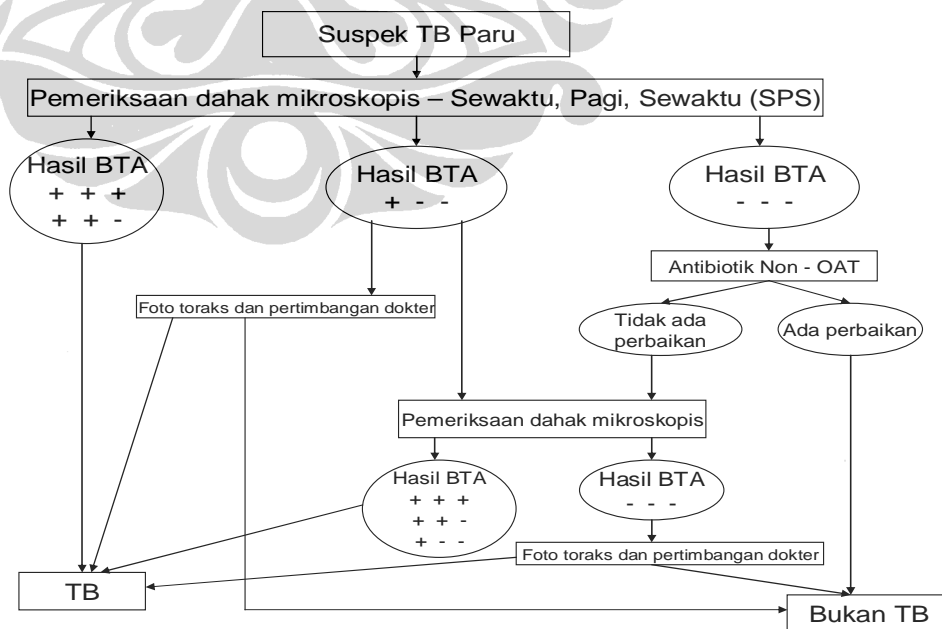 Suspek TB Paru
Pemeriksaan dahak mikroskopis – Sewaktu, Pagi, Sewaktu (SPS)
Hasil BTA
+ + +
+ + -
Hasil BTA
+ - -
Hasil BTA
- - -
Antibiotik Non - OAT
Foto toraks dan pertimbangan dokter
Tidak ada
perbaikan
Ada perbaikan
Pemeriksaan dahak mikroskopis
Hasil BTA
+ + +
+ + -
+ - -
Hasil BTA
- - -
Foto toraks dan pertimbangan dokter
TB
Bukan TB